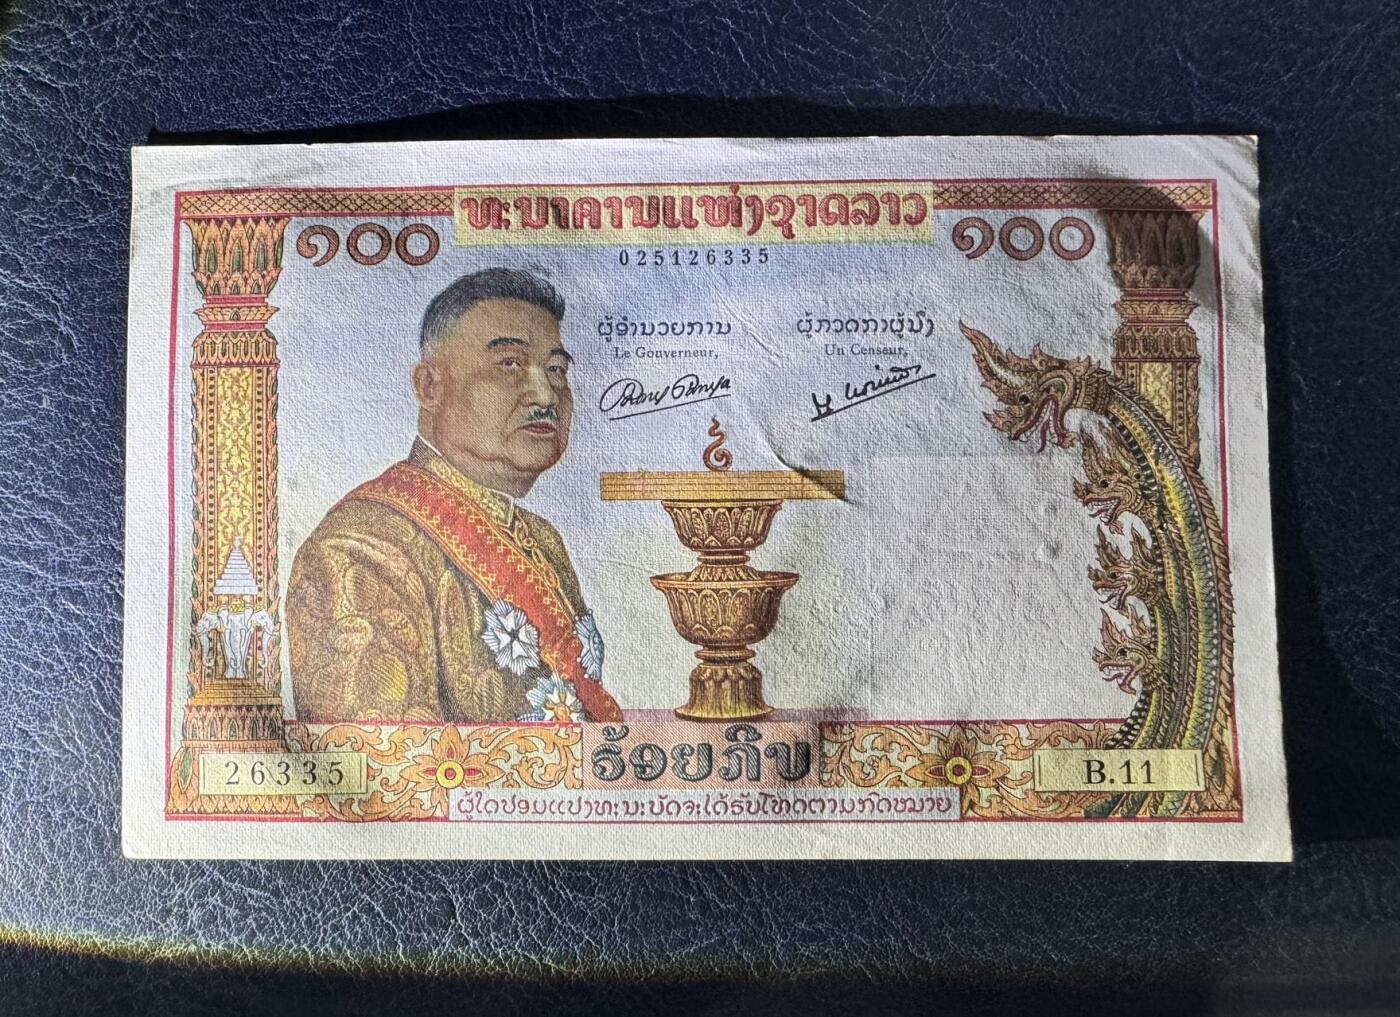 ທະນາຄານແຫ່ງຊາດລາວ
໑໐໐ ໑໐໐
025126335
ຜູ້ອຳນວຍການ ຜູ້ກວດກາຜູ້ນຶ່ງ
Le Gouverneur, Un Censeur,
ຮ້ອຍກີບ
26335 B.11
ຜູ້ໃດປອມແປງທະນະບັດຈະໄດ້ຮັບໂທດຕາມກົດໝາຍ